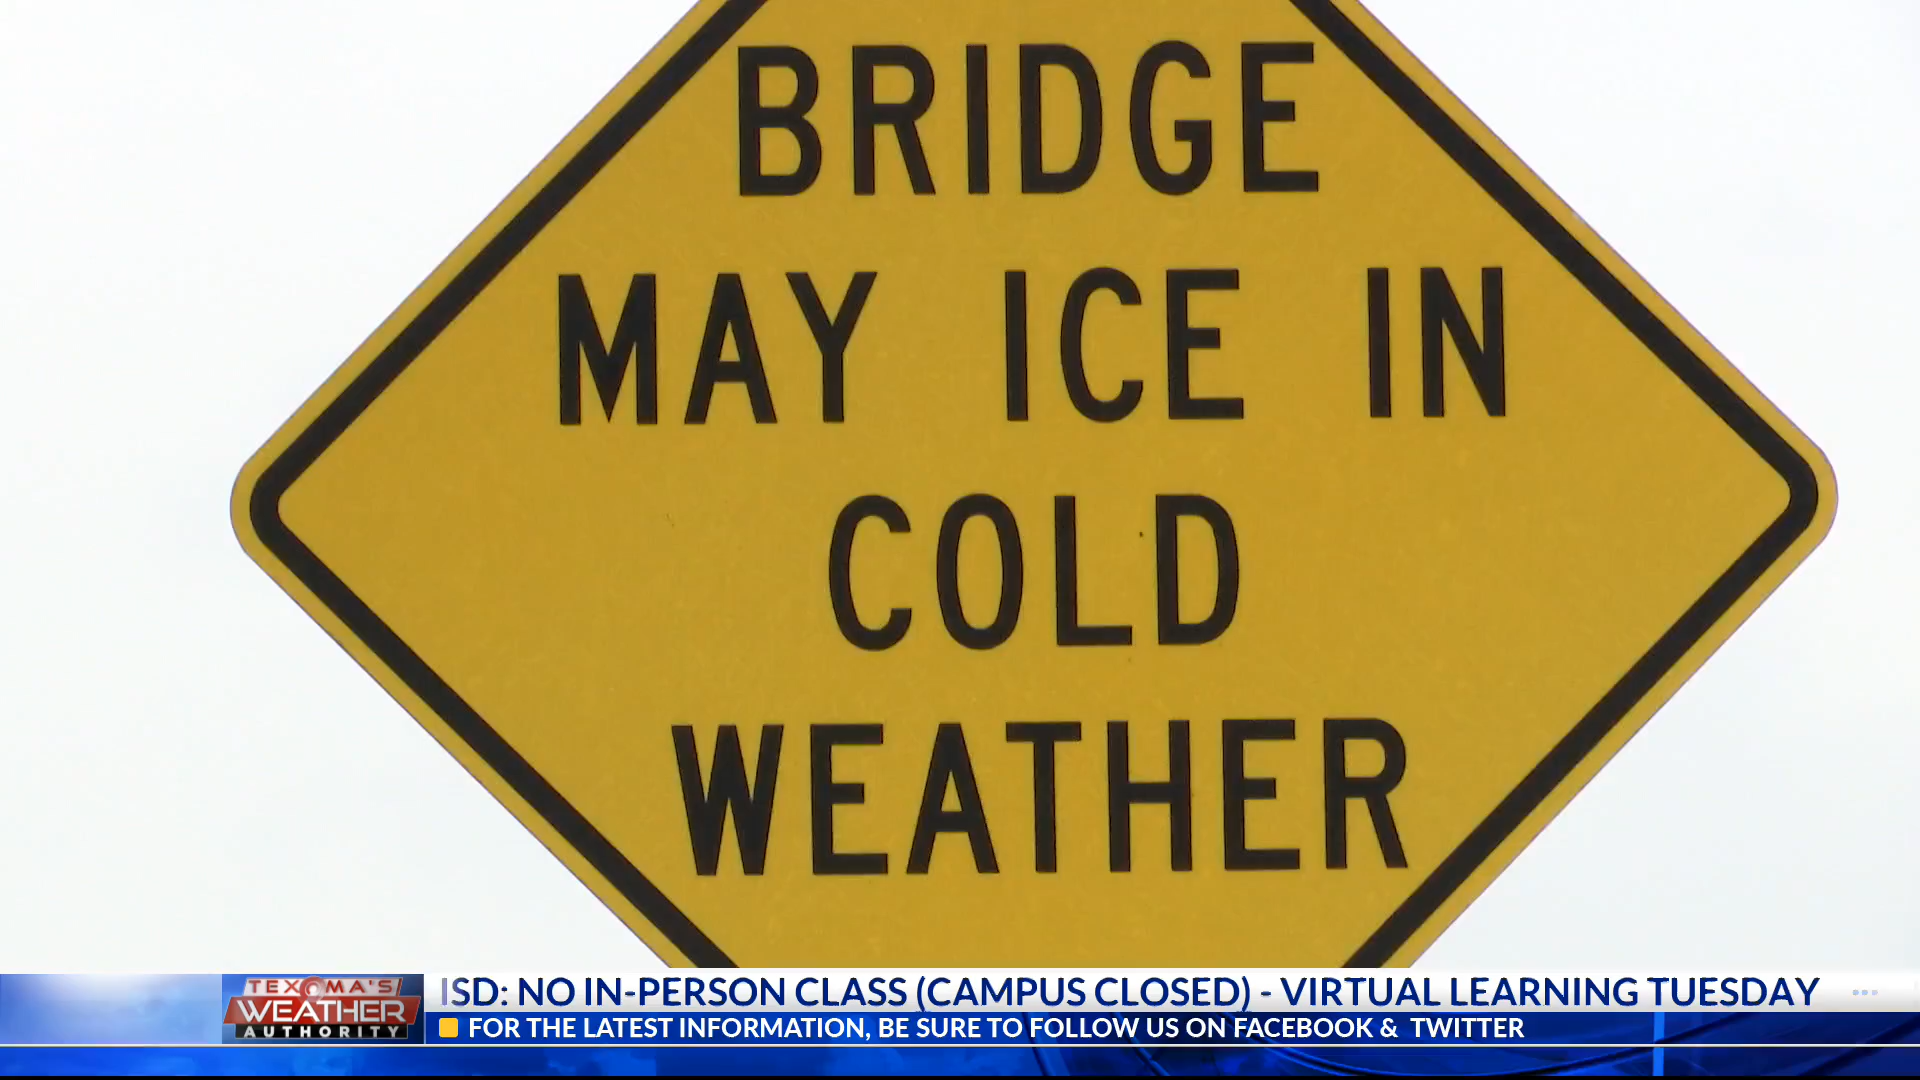 BRIDGE
MAY ICE IN
COLD
WEATHER
TEXOMA'S
WEATHER
AUTHORITY
ISD: NO IN-PERSON CLASS (CAMPUS CLOSED) - VIRTUAL LEARNING TUESDAY ...
FOR THE LATEST INFORMATION, BE SURE TO FOLLOW US ON FACEBOOK & TWITTER